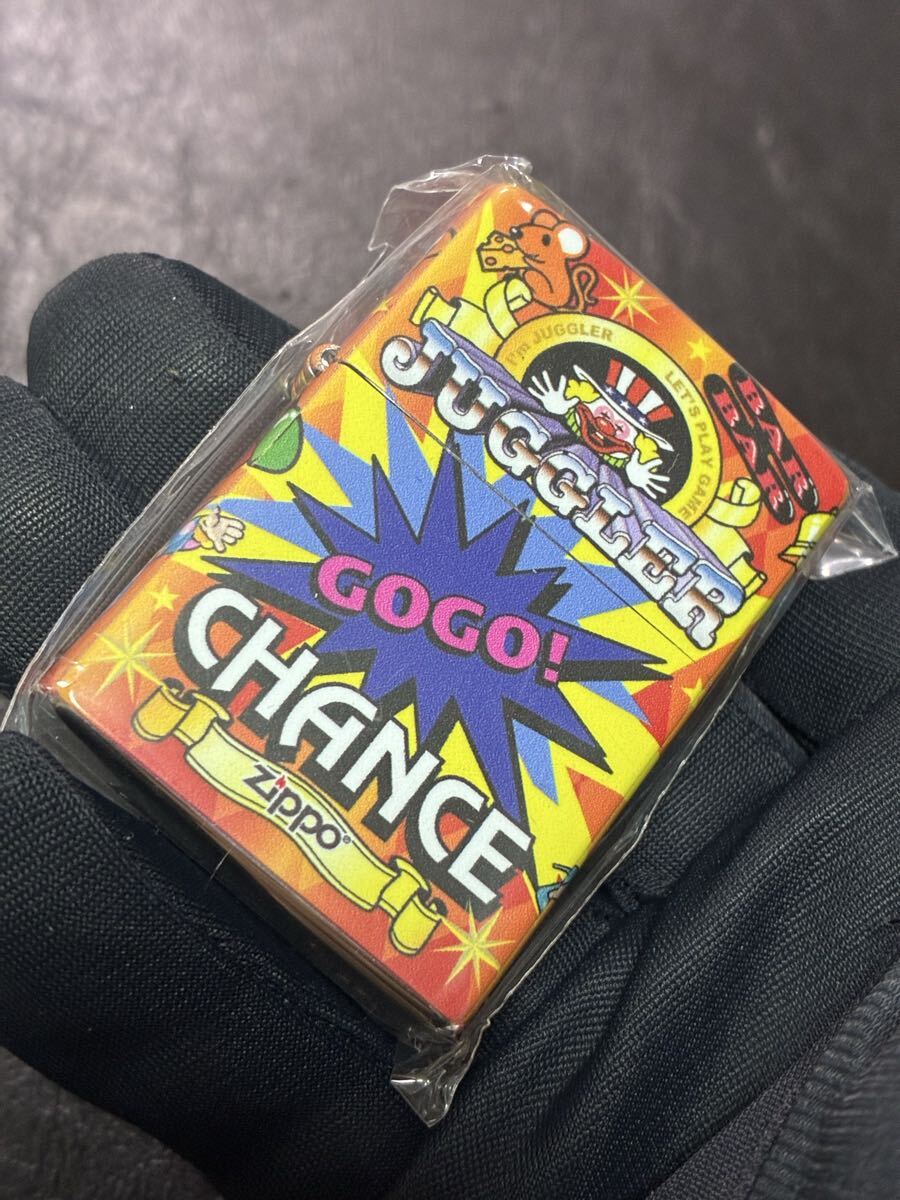 I'm JUGGLER
LET'S PLAY GAME
JUGGLER
BAR
BAR
GOGO!
CHANCE
Zippo®